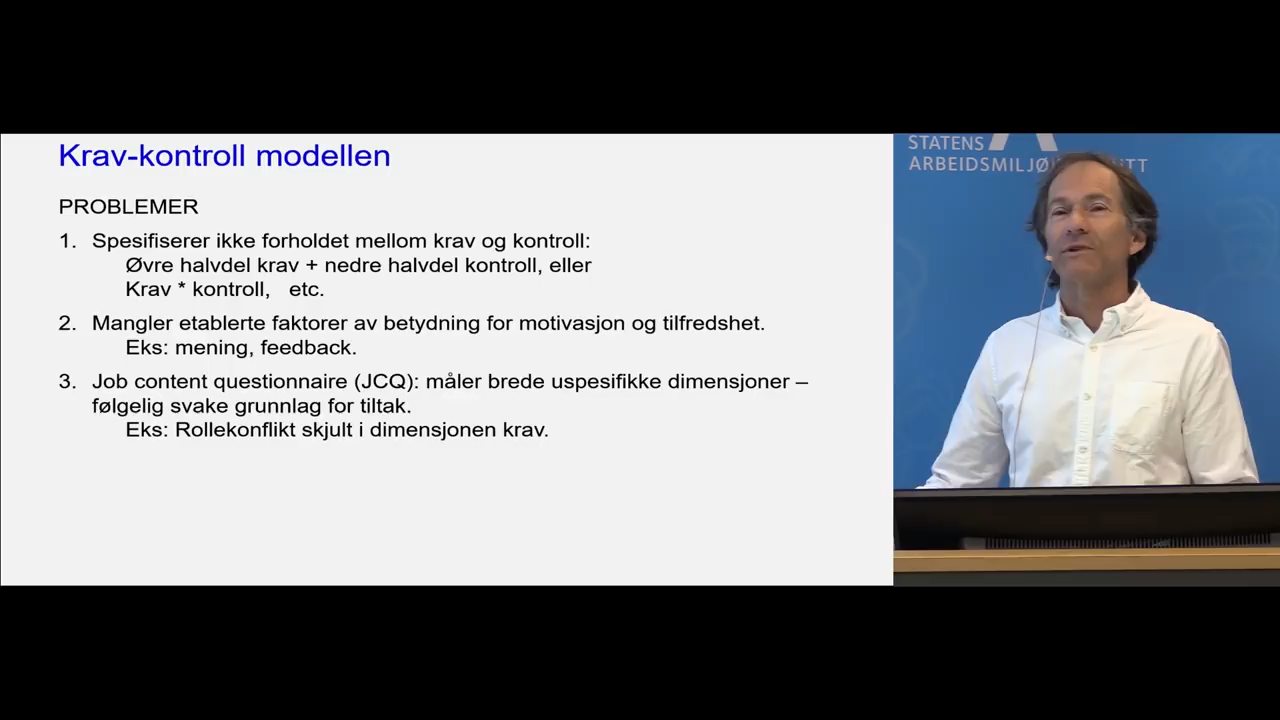 Krav-kontroll modellen
PROBLEMER
1. Spesifiserer ikke forholdet mellom krav og kontroll:
Øvre halvdel krav + nedre halvdel kontroll, eller
Krav * kontroll, etc.
2. Mangler etablerte faktorer av betydning for motivasjon og tilfredshet.
Eks: mening, feedback.
3. Job content questionnaire (JCQ): måler brede uspesifikke dimensjoner –
følgelig svake grunnlag for tiltak.
Eks: Rollekonflikt skjult i dimensjonen krav.
STATENS